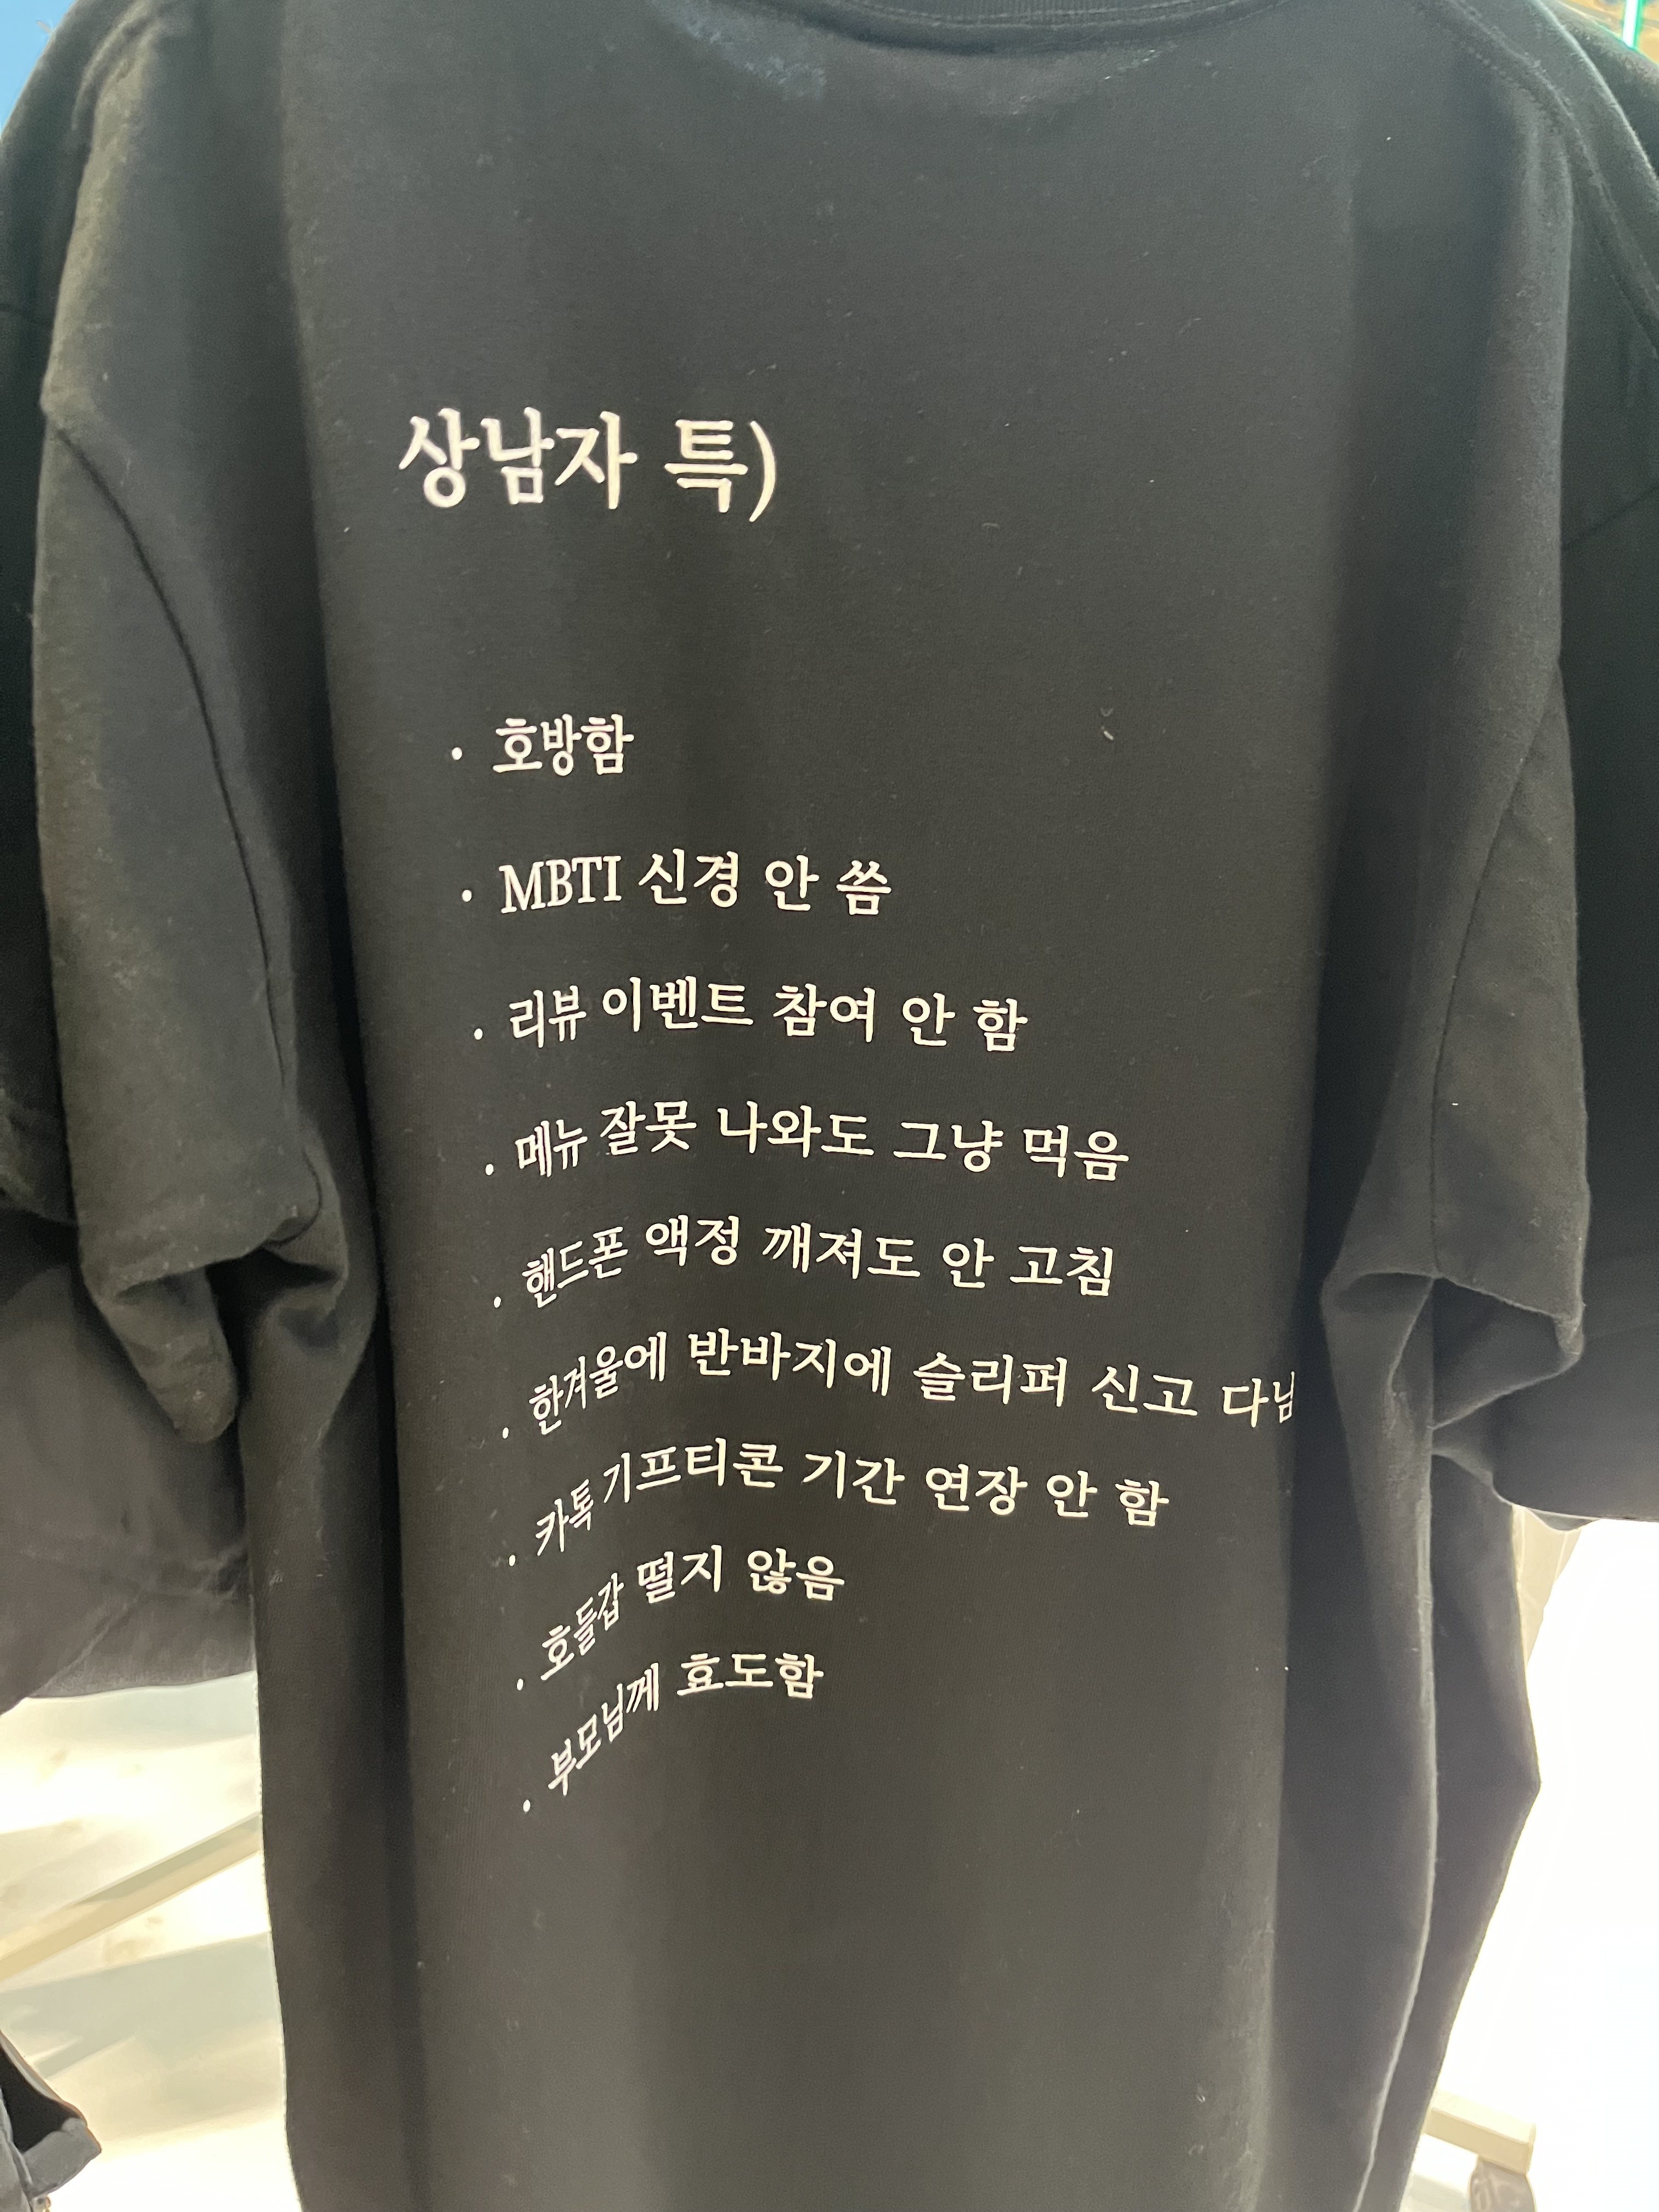 상남자 특)
· 호방함
· MBTI 신경 안 씀
· 리뷰 이벤트 참여 안 함
· 메뉴 잘못 나와도 그냥 먹음
· 핸드폰 액정 깨져도 안 고침
· 한겨울에 반바지에 슬리퍼 신고 다님
· 카톡 기프티콘 기간 연장 안 함
· 호들갑 떨지 않음
· 부모님께 효도함